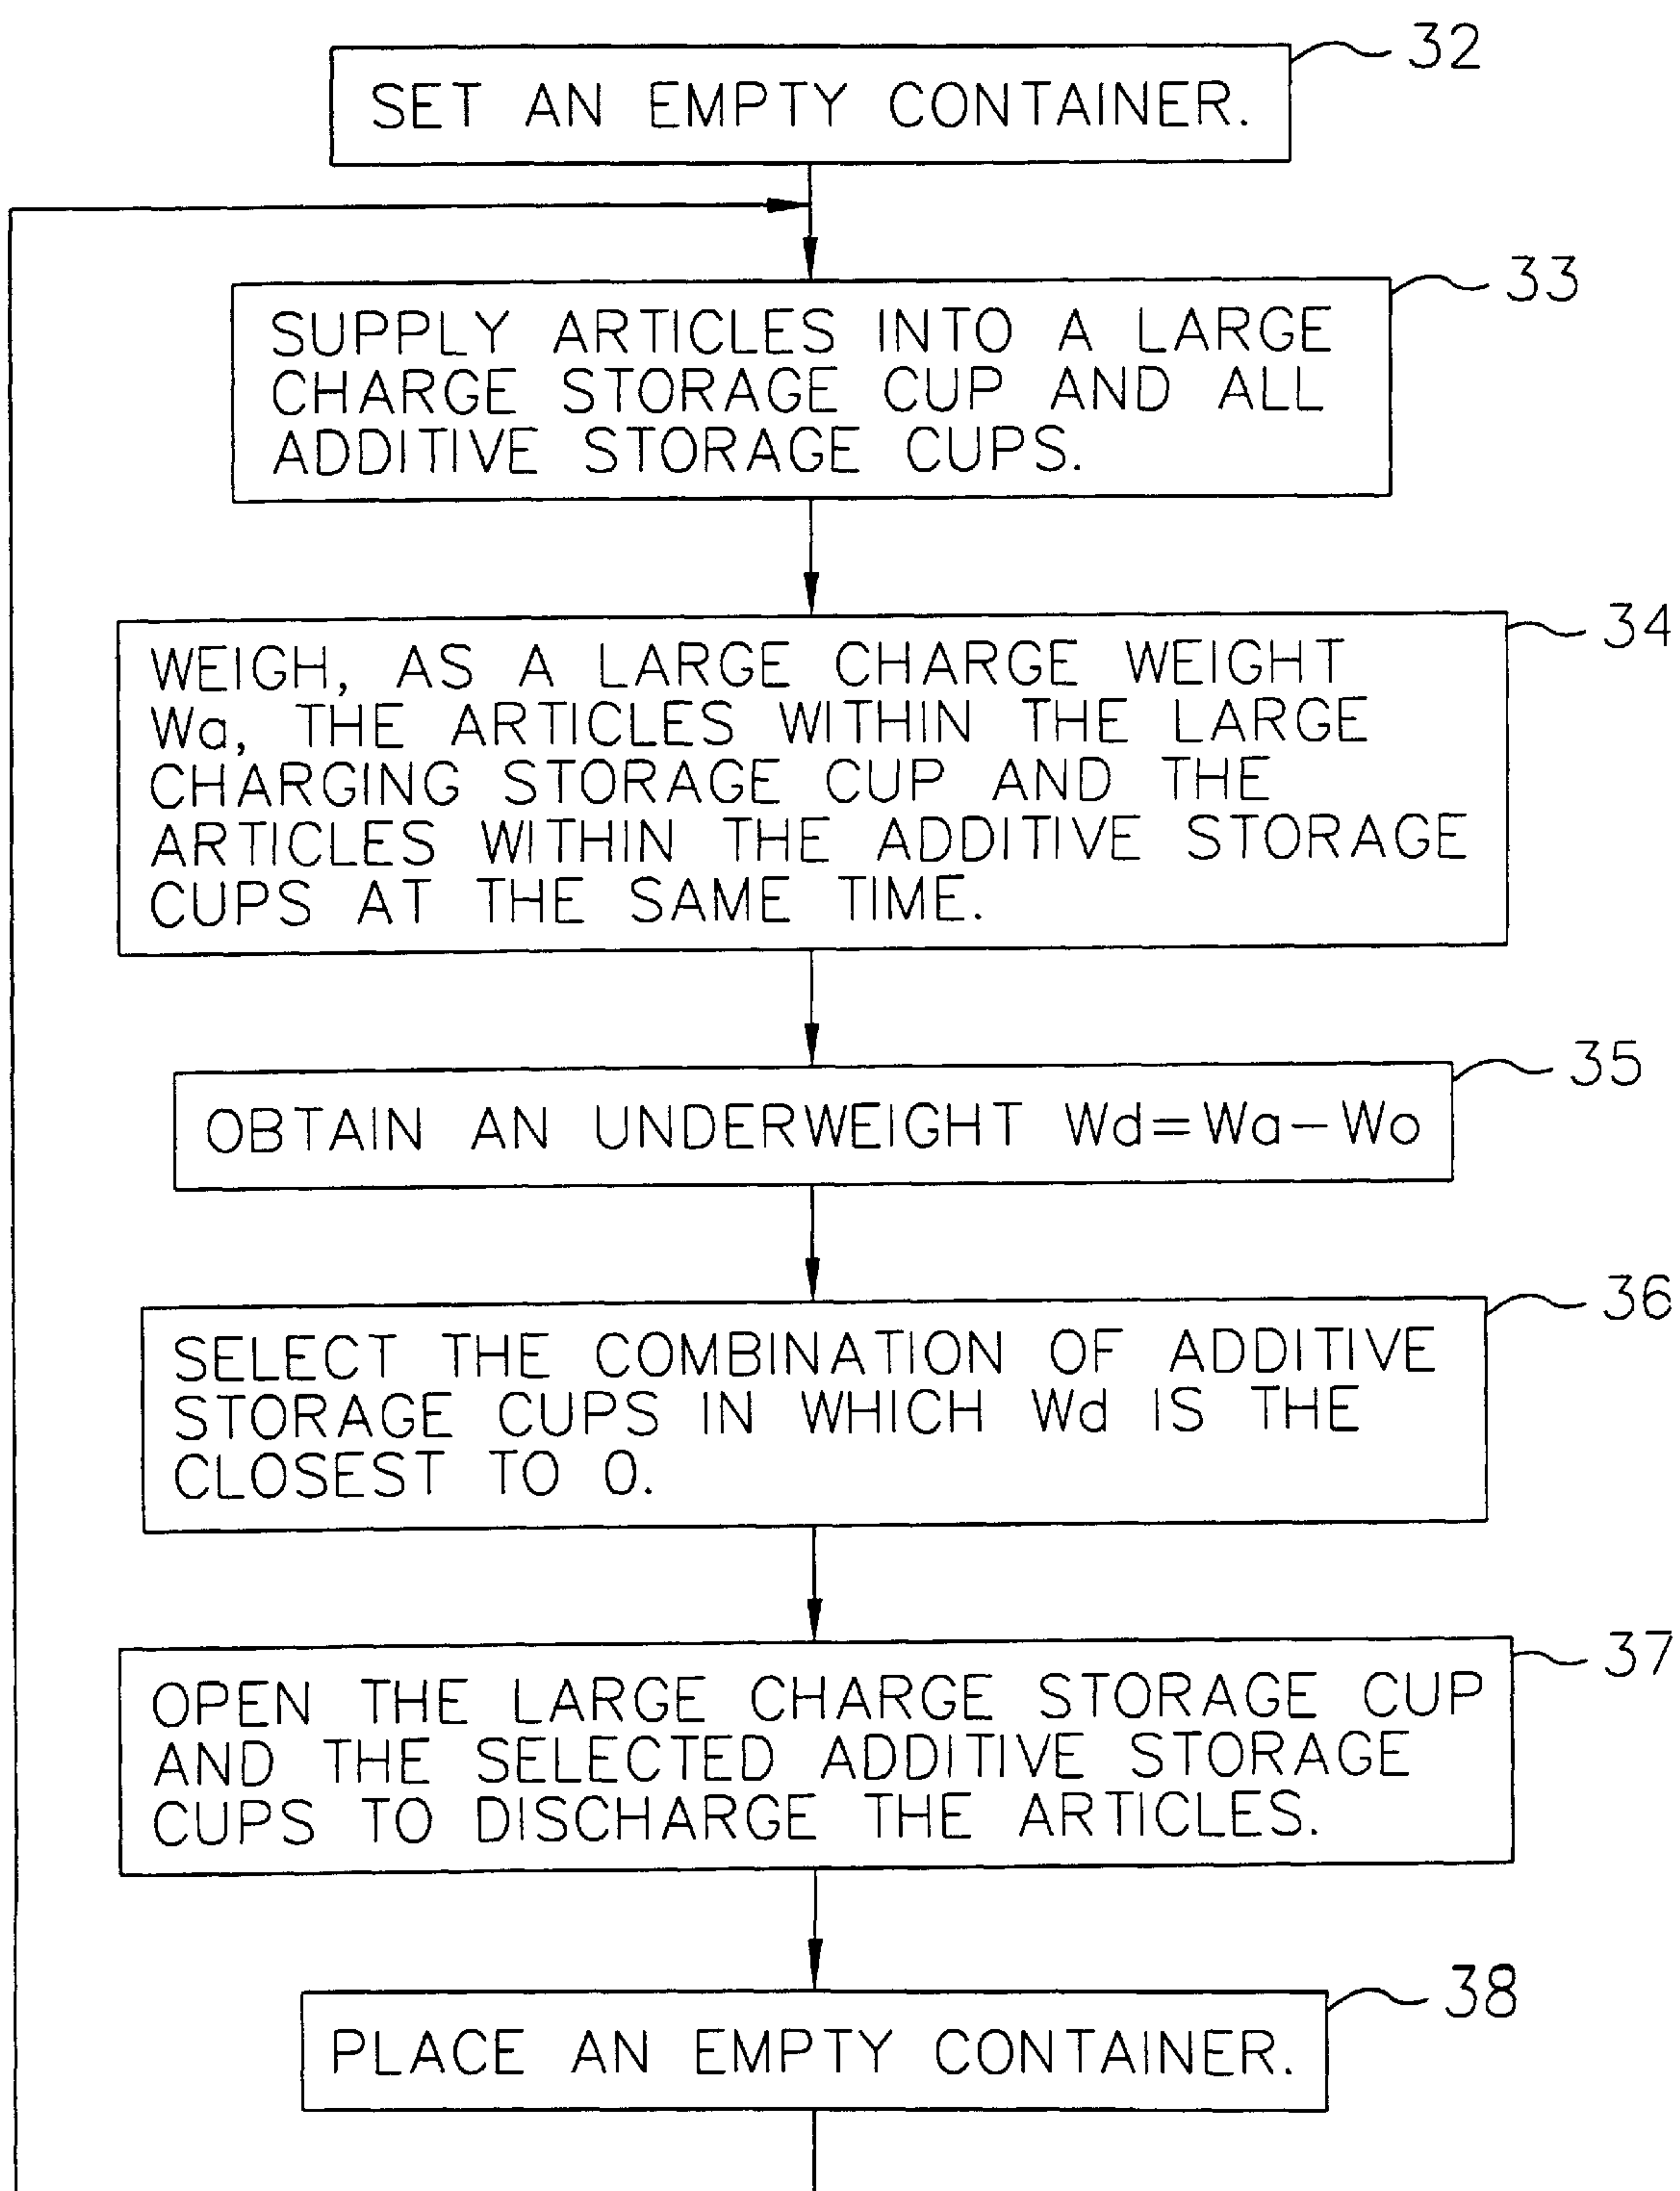 32
SET AN EMPTY CONTAINER.
33
SUPPLY ARTICLES INTO A LARGE
CHARGE STORAGE CUP AND ALL
ADDITIVE STORAGE CUPS.
34
WEIGH, AS A LARGE CHARGE WEIGHT
Wa, THE ARTICLES WITHIN THE LARGE
CHARGING STORAGE CUP AND THE
ARTICLES WITHIN THE ADDITIVE STORAGE
CUPS AT THE SAME TIME.
35
OBTAIN AN UNDERWEIGHT Wd=Wa-Wo
36
SELECT THE COMBINATION OF ADDITIVE
STORAGE CUPS IN WHICH Wd IS THE
CLOSEST TO 0.
37
OPEN THE LARGE CHARGE STORAGE CUP
AND THE SELECTED ADDITIVE STORAGE
CUPS TO DISCHARGE THE ARTICLES.
38
PLACE AN EMPTY CONTAINER.